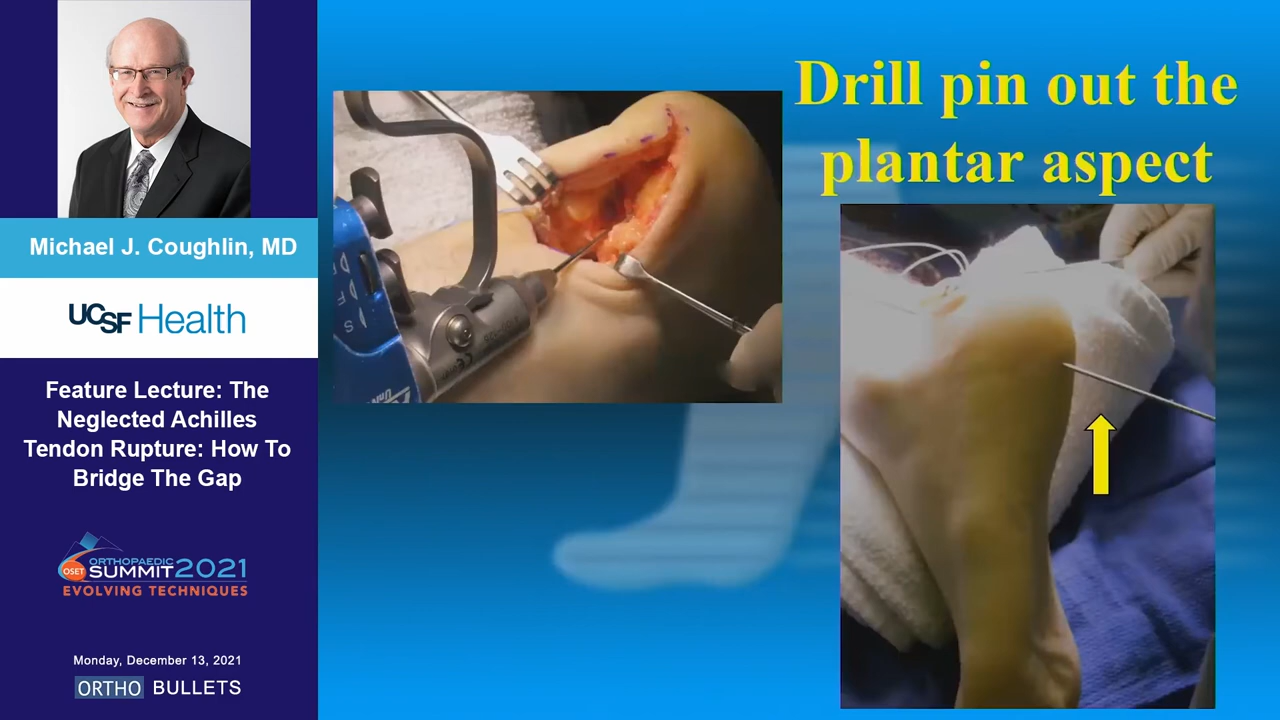 Michael J. Coughlin, MD
UCSF Health
Feature Lecture: The
Neglected Achilles
Tendon Rupture: How To
Bridge The Gap
OSET
ORTHOPAEDIC
SUMMIT 2021
EVOLVING TECHNIQUES
Monday, December 13, 2021
ORTHO BULLETS
Drill pin out the
plantar aspect